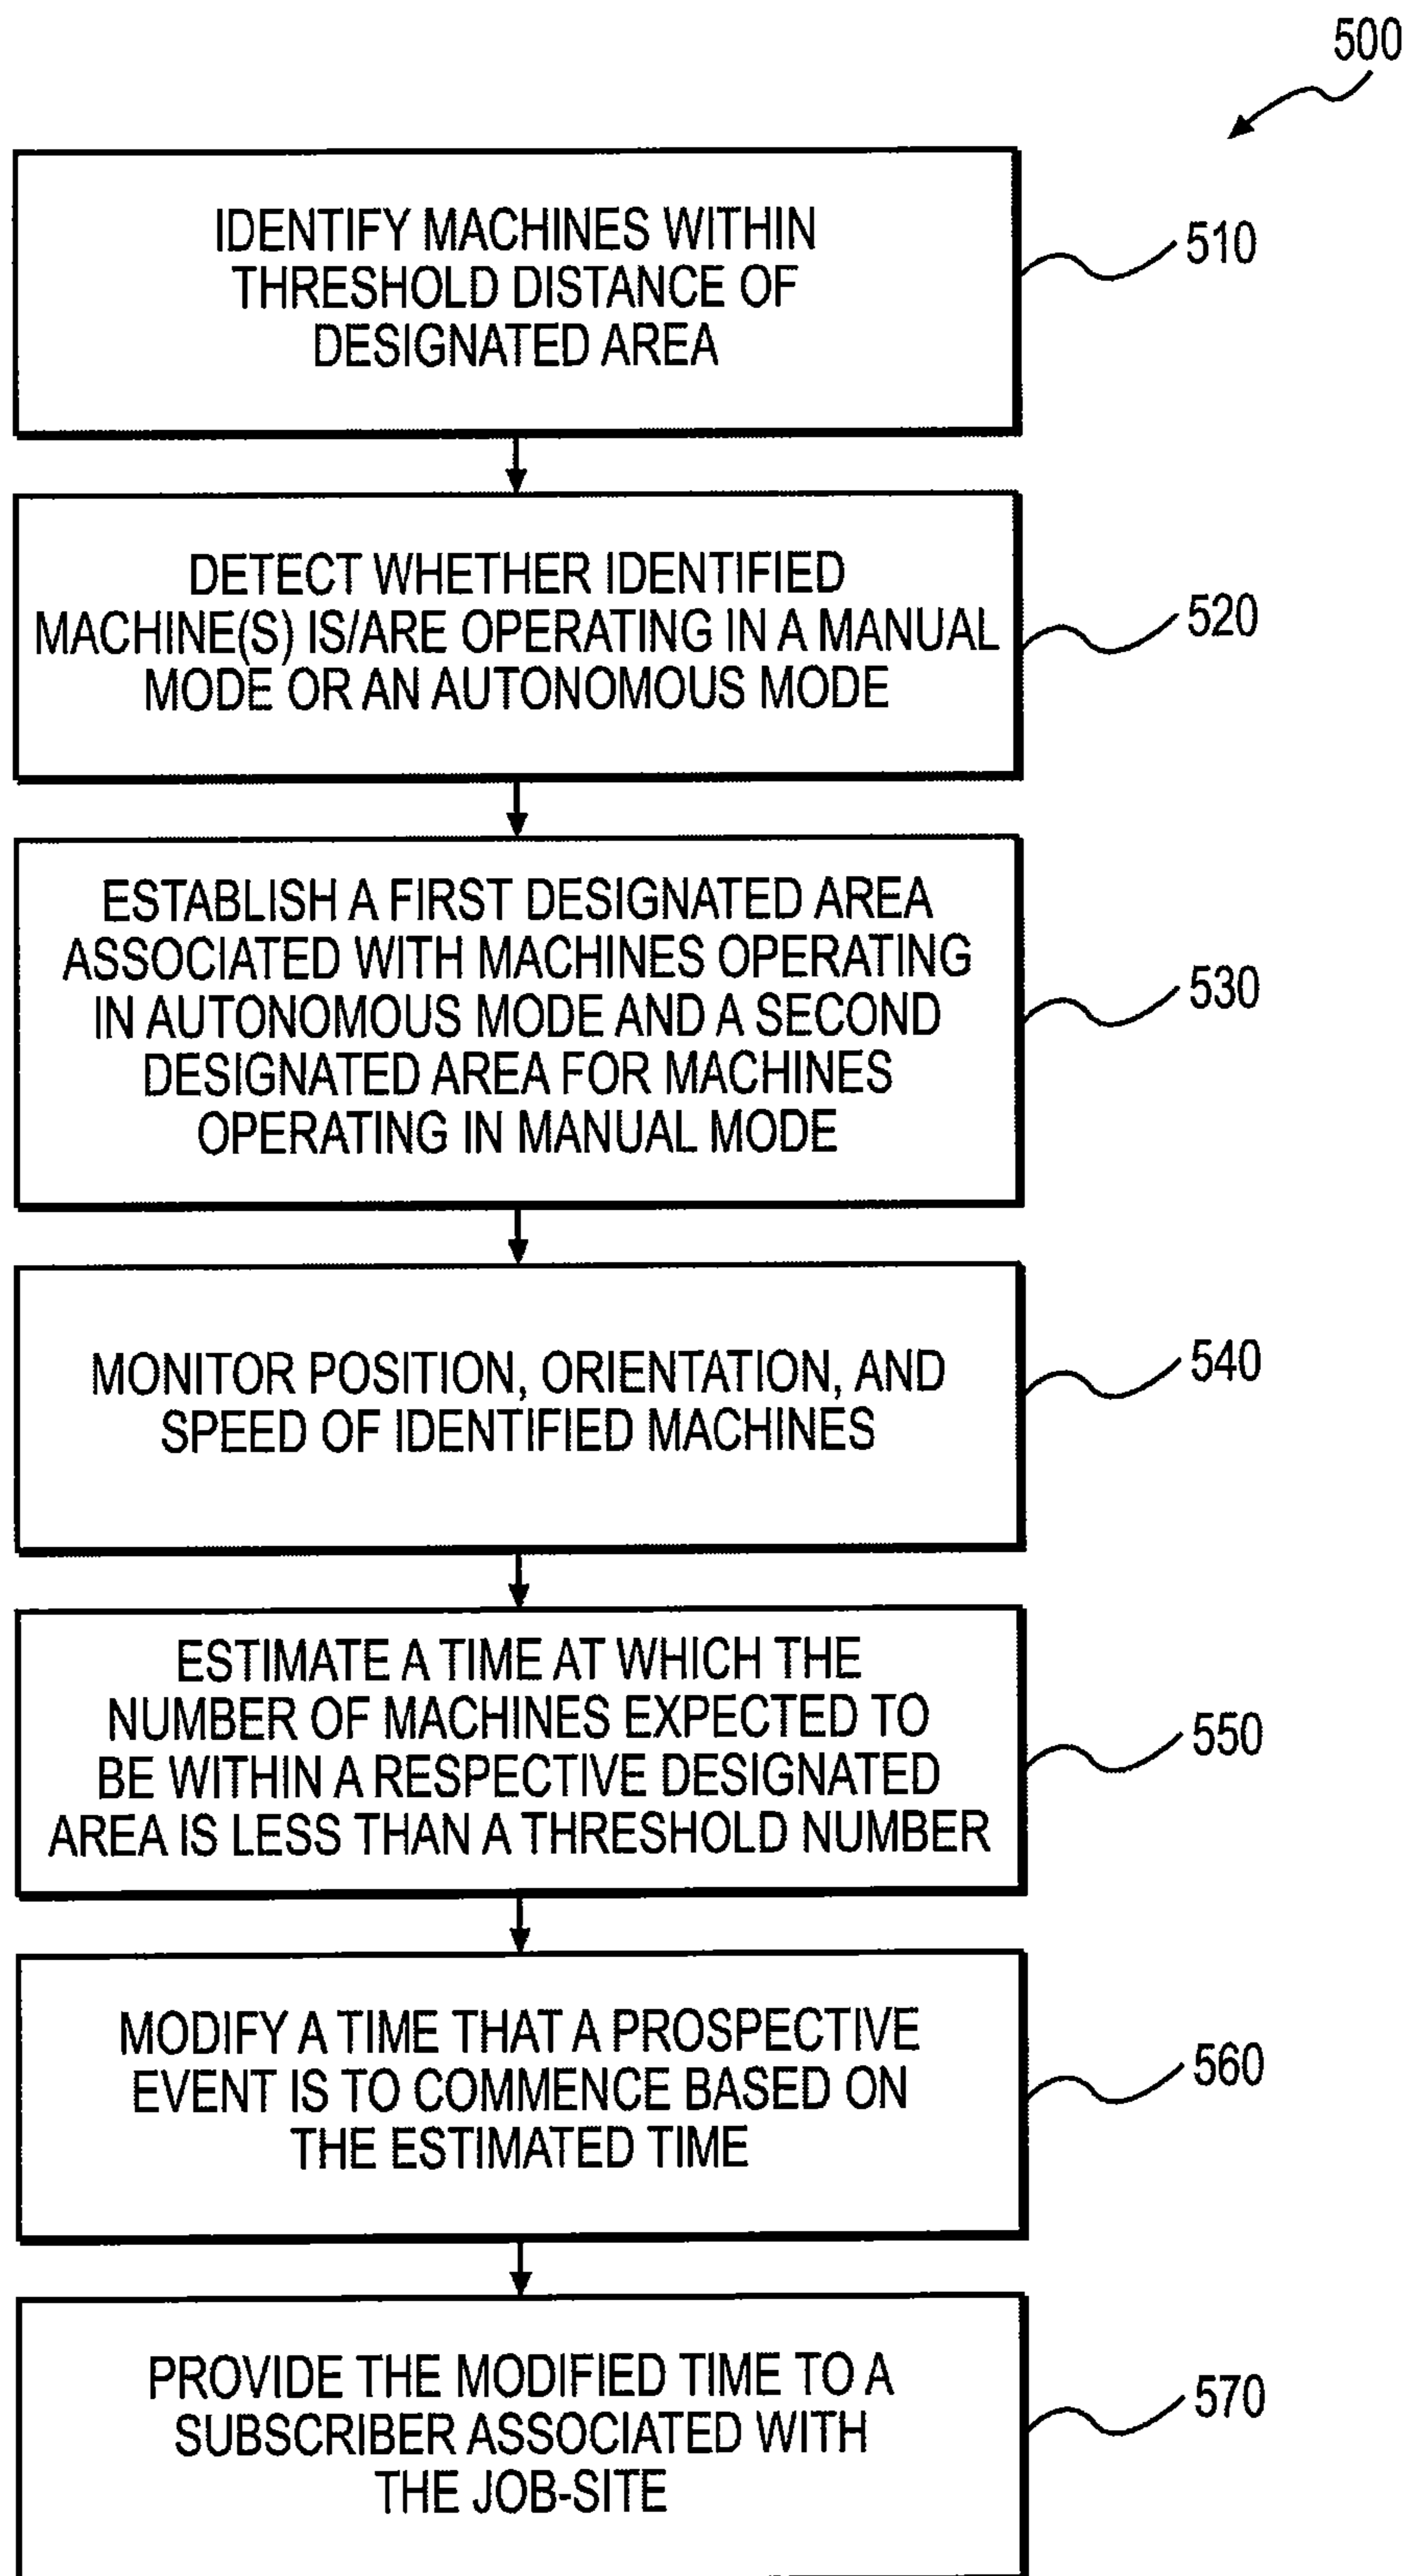 500
IDENTIFY MACHINES WITHIN
THRESHOLD DISTANCE OF
DESIGNATED AREA
510
DETECT WHETHER IDENTIFIED
MACHINE(S) IS/ARE OPERATING IN A MANUAL
MODE OR AN AUTONOMOUS MODE
520
ESTABLISH A FIRST DESIGNATED AREA
ASSOCIATED WITH MACHINES OPERATING
IN AUTONOMOUS MODE AND A SECOND
DESIGNATED AREA FOR MACHINES
OPERATING IN MANUAL MODE
530
MONITOR POSITION, ORIENTATION, AND
SPEED OF IDENTIFIED MACHINES
540
ESTIMATE A TIME AT WHICH THE
NUMBER OF MACHINES EXPECTED TO
BE WITHIN A RESPECTIVE DESIGNATED
AREA IS LESS THAN A THRESHOLD NUMBER
550
MODIFY A TIME THAT A PROSPECTIVE
EVENT IS TO COMMENCE BASED ON
THE ESTIMATED TIME
560
PROVIDE THE MODIFIED TIME TO A
SUBSCRIBER ASSOCIATED WITH
THE JOB-SITE
570